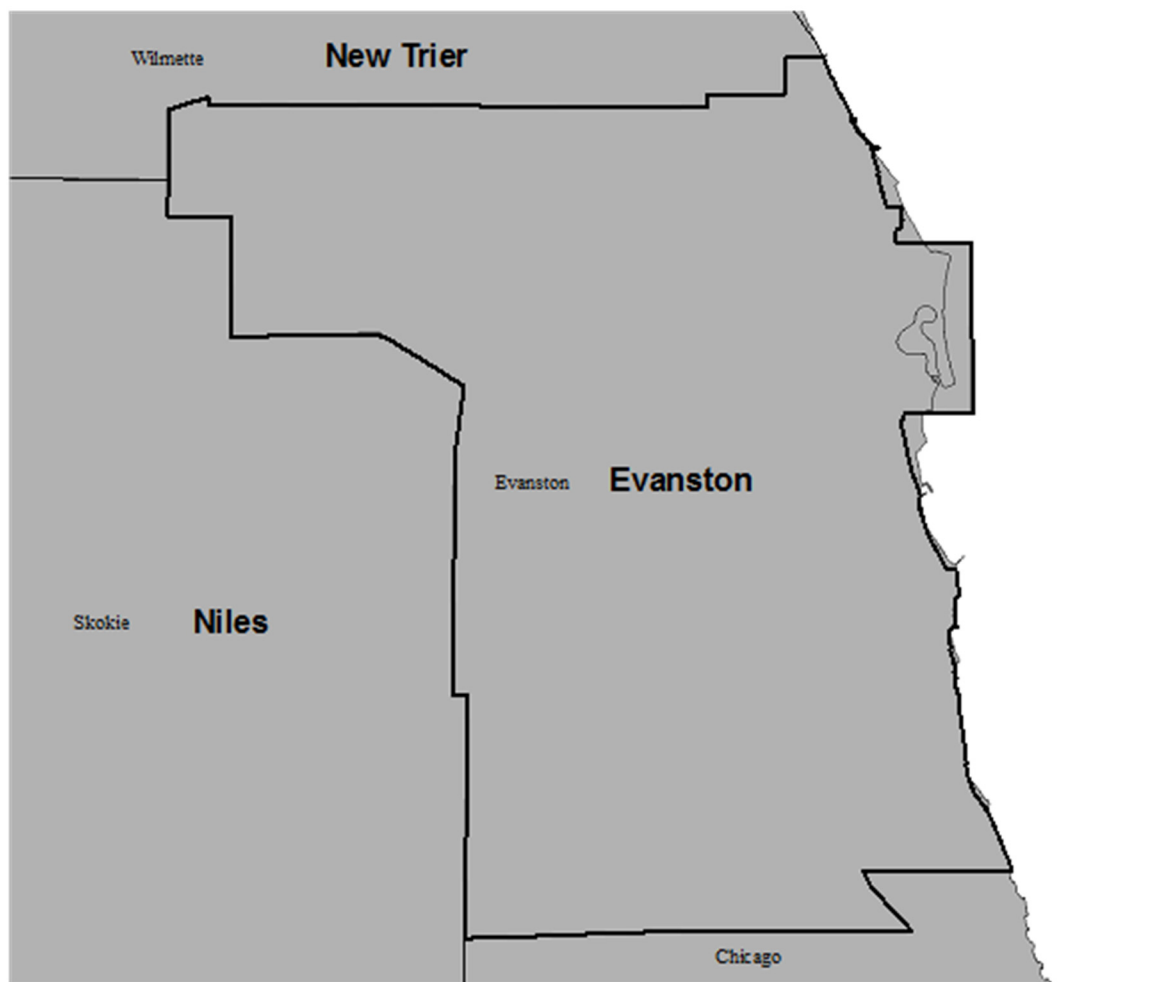 Wilmette
New Trier
Evanston
Evanston
Skokie
Niles
Chicago